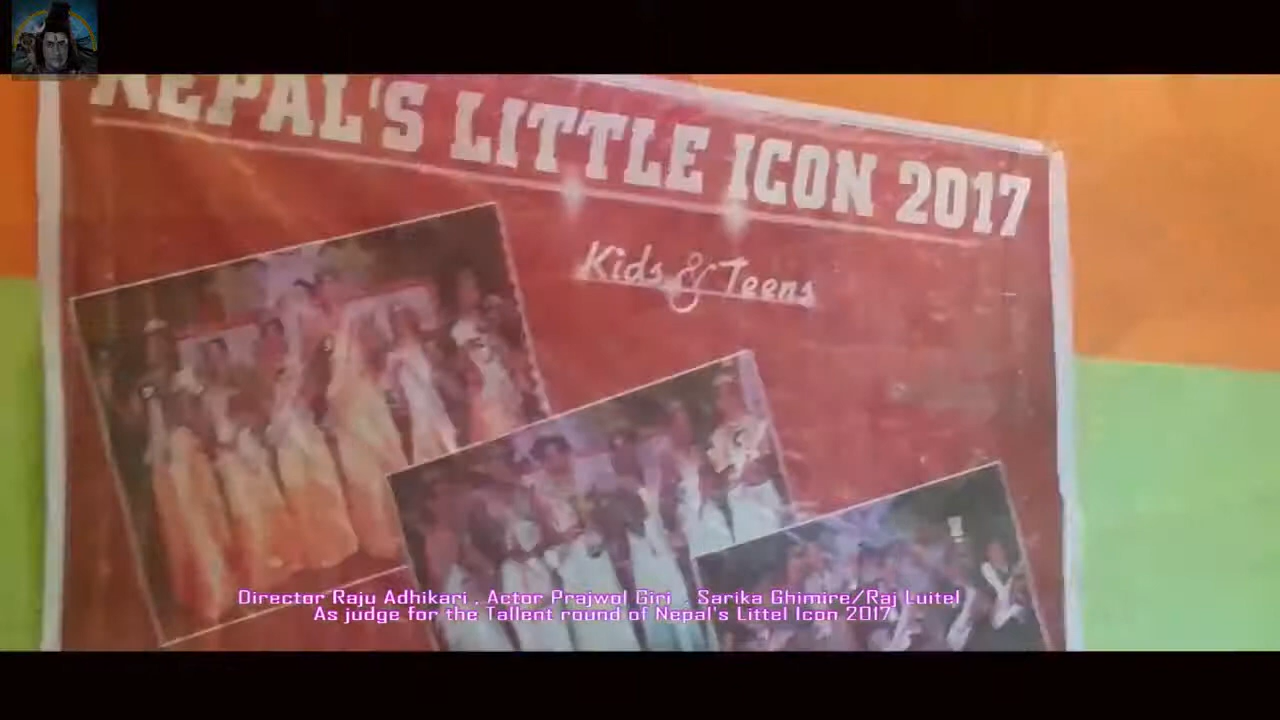 NEPAL'S LITTLE ICON 2017
Kids & Teens
Director Raju Adhikari , Actor Prajwol Giri , Sarika Ghimire/Raj Luitel
As judge for the Tallent round of Nepal's Littel Icon 2017